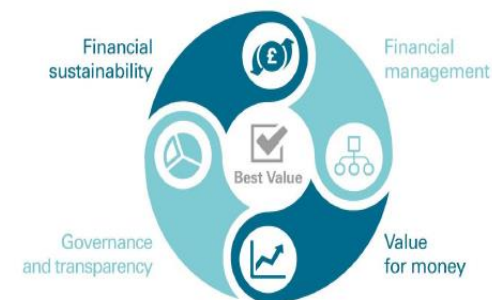 Financial
sustainability
Financial
management
£
Best Value
Governance
and transparency
Value
for money